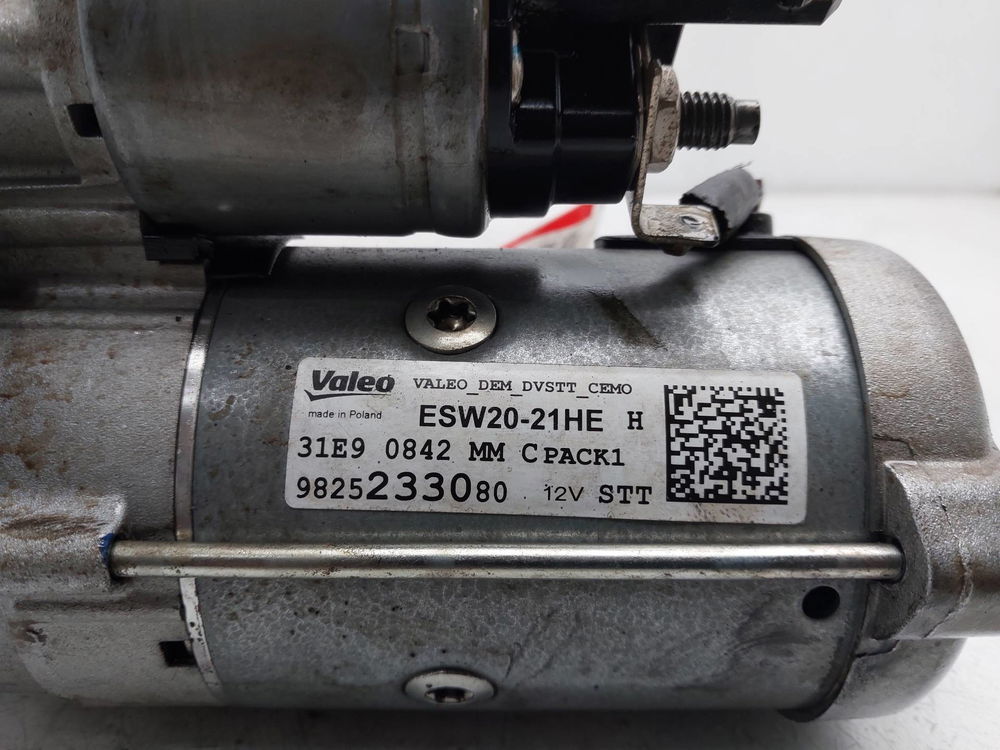 Valeo VALEO_DEM_DVSTT_CEMO
made in Poland ESW20-21HE H
31E9 0842 MM C PACK1
9825233080 12V STT